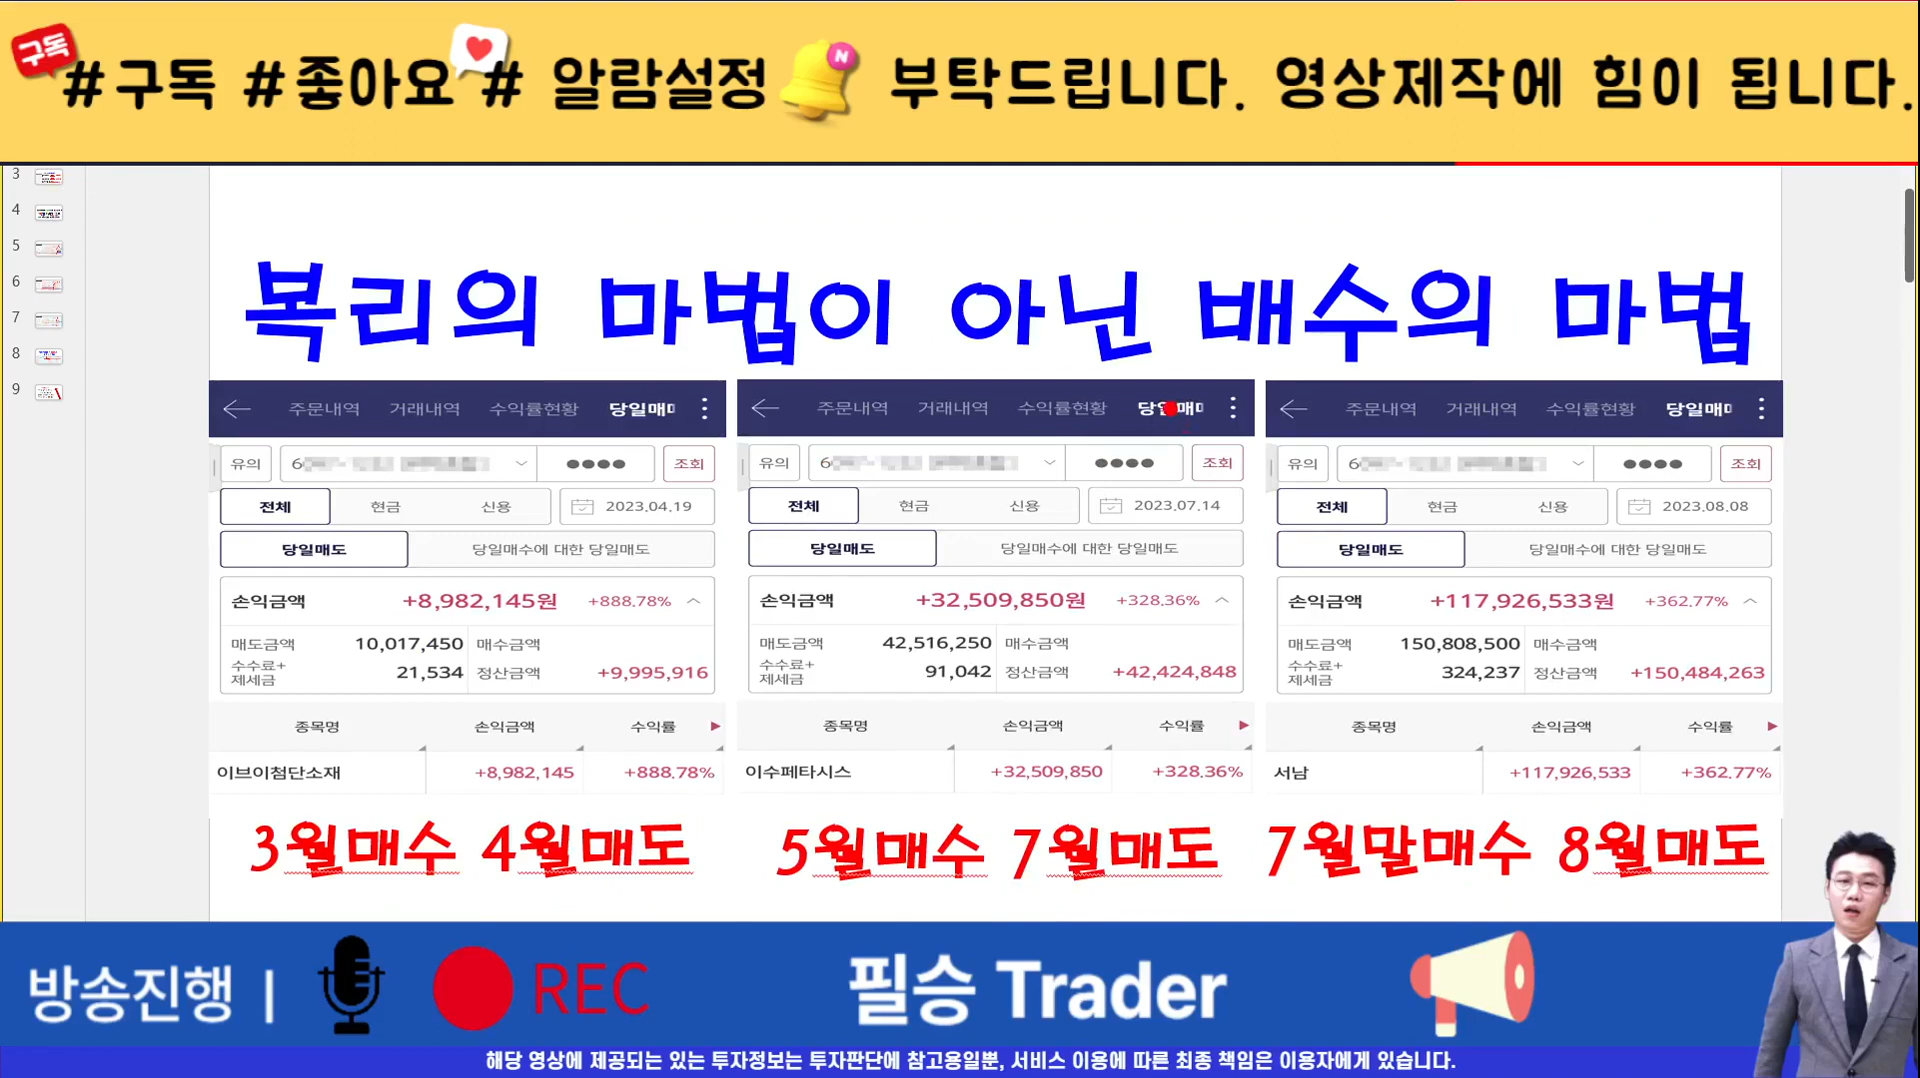 구독
#구독 #좋아요 # 알람설정 N 부탁드립니다. 영상제작에 힘이 됩니다.
3
4
5
6
7
8
9
복리의 마법이 아닌 배수의 마법
주문내역 거래내역 수익률현황 당일매
유의 6 ●●●● 조회
전체 현금 신용 2023.04.19
당일매도 당일매수에 대한 당일매도
손익금액 +8,982,145원 +888.78%
매도금액 10,017,450 매수금액
수수료+
제세금 21,534 정산금액 +9,995,916
종목명 손익금액 수익률
이브이첨단소재 +8,982,145 +888.78%
3월매수 4월매도
주문내역 거래내역 수익률현황 당일매
유의 6 ●●●● 조회
전체 현금 신용 2023.07.14
당일매도 당일매수에 대한 당일매도
손익금액 +32,509,850원 +328.36%
매도금액 42,516,250 매수금액
수수료+
제세금 91,042 정산금액 +42,424,848
종목명 손익금액 수익률
이수페타시스 +32,509,850 +328.36%
5월매수 7월매도
주문내역 거래내역 수익률현황 당일매
유의 6 ●●●● 조회
전체 현금 신용 2023.08.08
당일매도 당일매수에 대한 당일매도
손익금액 +117,926,533원 +362.77%
매도금액 150,808,500 매수금액
수수료+
제세금 324,237 정산금액 +150,484,263
종목명 손익금액 수익률
서남 +117,926,533 +362.77%
7월말매수 8월매도
방송진행 | REC 필승 Trader
해당 영상에 제공되는 있는 투자정보는 투자판단에 참고용일뿐, 서비스 이용에 따른 최종 책임은 이용자에게 있습니다.